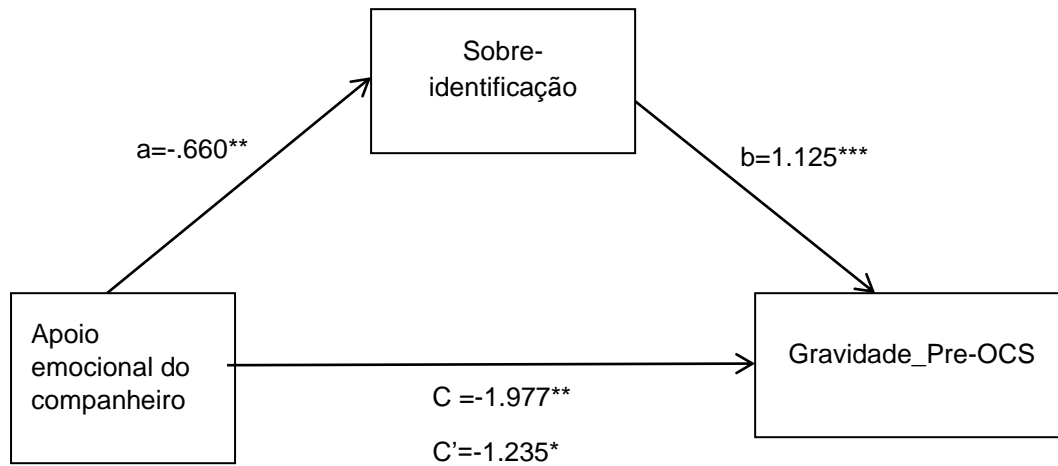 Sobre-
identificação
a=-.660**
b=1.125***
Apoio
emocional do
companheiro
Gravidade_Pre-OCS
C =-1.977**
C’=-1.235*